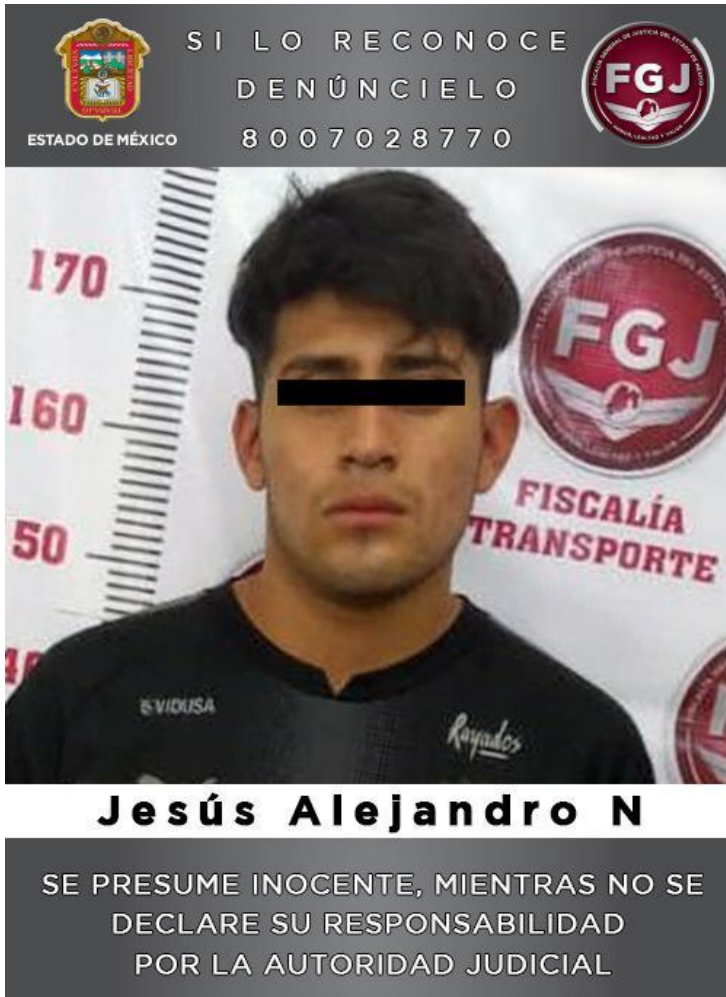 SI LO RECONOCE
DENÚNCIELO
8007028770
ESTADO DE MÉXICO
FGJ
170
160
50
FGJ
FISCALÍA
TRANSPORTE
VIDUSA
Rayados
Jesús Alejandro N
SE PRESUME INOCENTE, MIENTRAS NO SE
DECLARE SU RESPONSABILIDAD
POR LA AUTORIDAD JUDICIAL